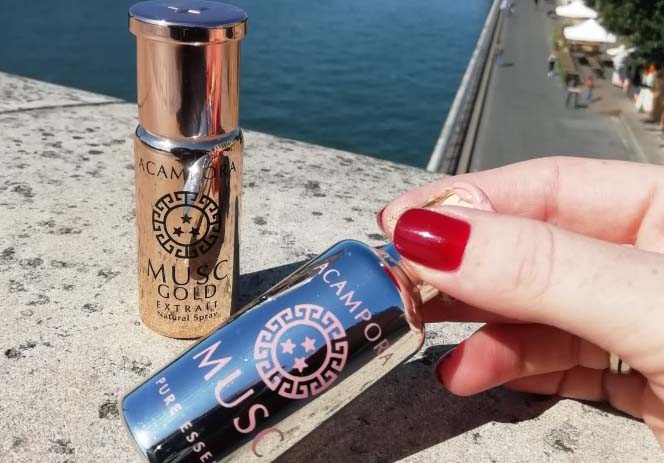 ACAMPORA
MUSC
GOLD
EXTRAIT
Natural Spray
ACAMPORA
MUSC
PURE ESSE